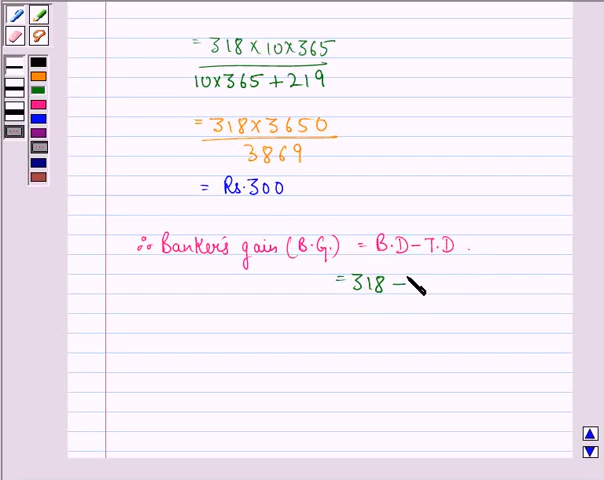 = 318 × 10 × 365
10 × 365 + 219
= 318 × 3650
3869
= Rs. 300
∴ Banker's gain (B.G.) = B.D – T.D.
= 318 –